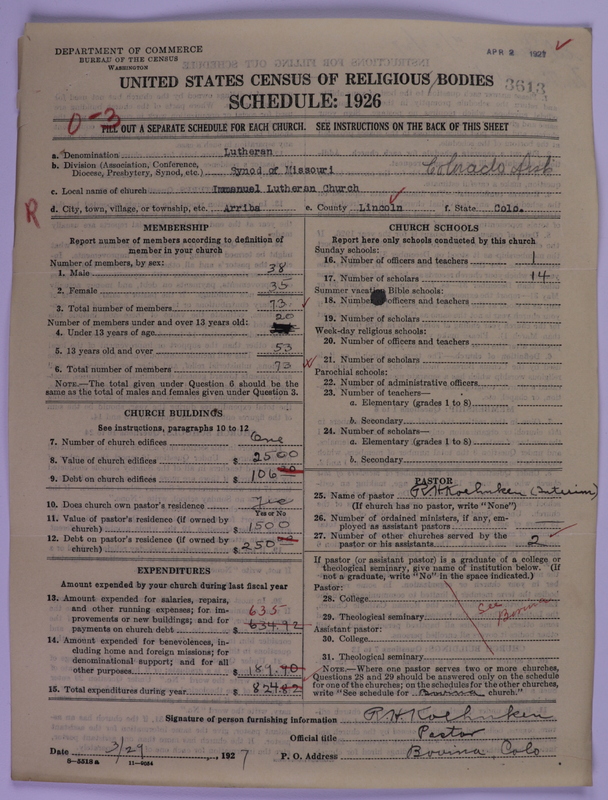 DEPARTMENT OF COMMERCE
BUREAU OF THE CENSUS
WASHINGTON
APR 2 1927
UNITED STATES CENSUS OF RELIGIOUS BODIES
3613
SCHEDULE: 1926
0-3
FILL OUT A SEPARATE SCHEDULE FOR EACH CHURCH. SEE INSTRUCTIONS ON THE BACK OF THIS SHEET
a. Denomination Lutheran
b. Division (Association, Conference, Diocese, Presbytery, Synod, etc.) Synod of Missouri Colorado Dist
c. Local name of church Immanuel Lutheran Church
R
d. City, town, village, or township, etc. Arriba e. County Lincoln f. State Colo.
MEMBERSHIP
Report number of members according to definition of
member in your church
Number of members, by sex:
1. Male 38
2. Female 35
3. Total number of members 73
Number of members under and over 13 years old:
4. Under 13 years of age 20
5. 13 years old and over 53
6. Total number of members 73
NOTE.—The total given under Question 6 should be
same as the total of males and females given under Question 3.
CHURCH BUILDINGS
See instructions, paragraphs 10 to 12
7. Number of church edifices One
8. Value of church edifices $ 2500
9. Debt on church edifices $ 106
10. Does church own pastor's residence Yes
Yes or No
11. Value of pastor's residence (if owned by
church) $ 1500
12. Debt on pastor's residence (if owned by
church) $ 250
EXPENDITURES
Amount expended by your church during last fiscal year
13. Amount expended for salaries, repairs,
and other running expenses; for im-
provements or new buildings; and for
payments on church debt $ 634.92
635
14. Amount expended for benevolences, in-
cluding home and foreign missions; for
denominational support; and for all
other purposes $ 189.90
15. Total expenditures during year $ 824.82
CHURCH SCHOOLS
Report here only schools conducted by this church
Sunday schools:
16. Number of officers and teachers 1
17. Number of scholars 14
Summer vacation Bible schools:
18. Number officers and teachers
19. Number of scholars
Week-day religious schools:
20. Number of officers and teachers
21. Number of scholars
Parochial schools:
22. Number of administrative officers
23. Number of teachers—
a. Elementary (grades 1 to 8)
b. Secondary
24. Number of scholars—
a. Elementary (grades 1 to 8)
b. Secondary
PASTOR
25. Name of pastor P. H. Koehnken (Interim)
(If church has no pastor, write "None")
26. Number of ordained ministers, if any, em-
ployed as assistant pastors
27. Number of other churches served by the
pastor or his assistants 2
If pastor (or assistant pastor) is a graduate of a college or
theological seminary, give name of institution below. (If
not a graduate, write "No" in the space indicated.)
Pastor:
28. College
See Bovina
29. Theological seminary
Assistant pastor:
30. College
31. Theological seminary
NOTE.—Where one pastor serves two or more churches,
Questions 28 and 29 should be answered only on the schedule
for one of the churches; on the schedules for the other churches,
write "See schedule for Bovina church."
Signature of person furnishing information P. H. Koehnken
Official title Pastor
Date 3/29, 1927 P. O. Address Bovina, Colo
8-5518 a 11-9064